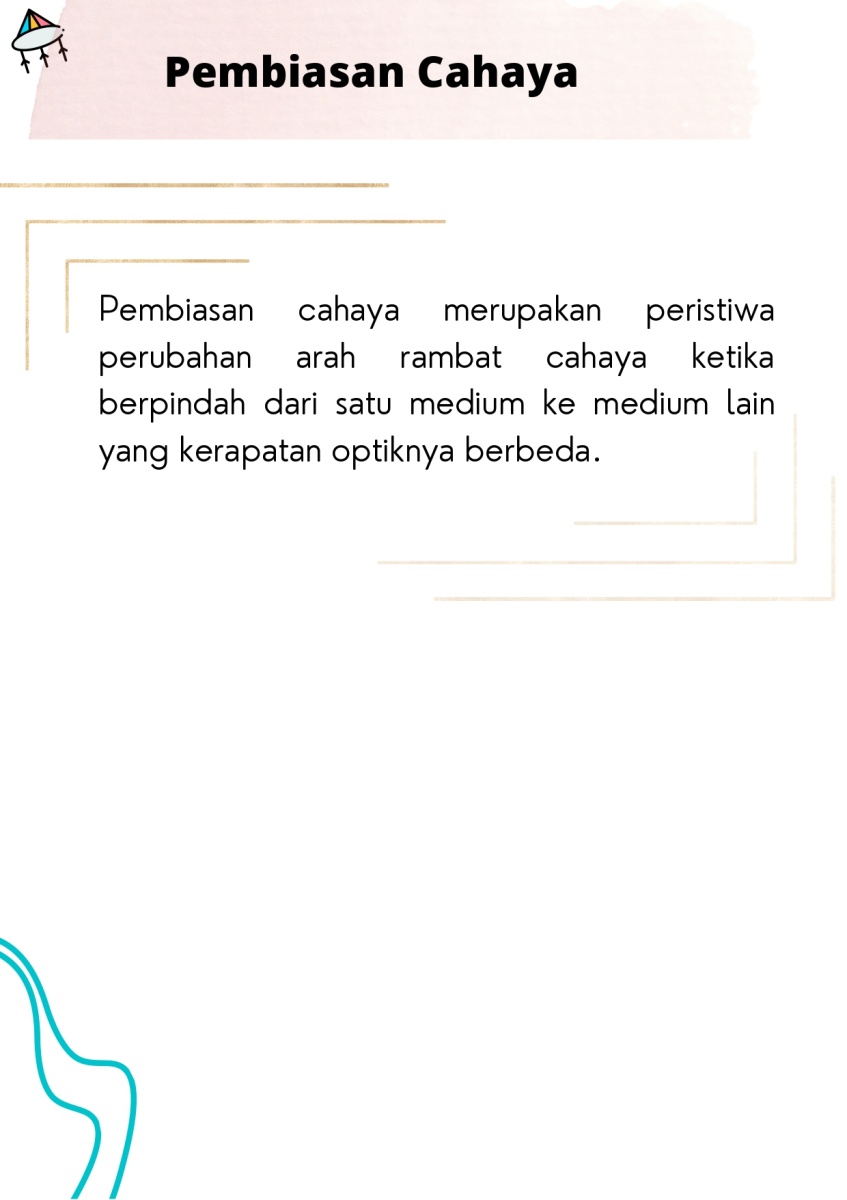 Pembiasan Cahaya
Pembiasan cahaya merupakan peristiwa
perubahan arah rambat cahaya ketika
berpindah dari satu medium ke medium lain
yang kerapatan optiknya berbeda.